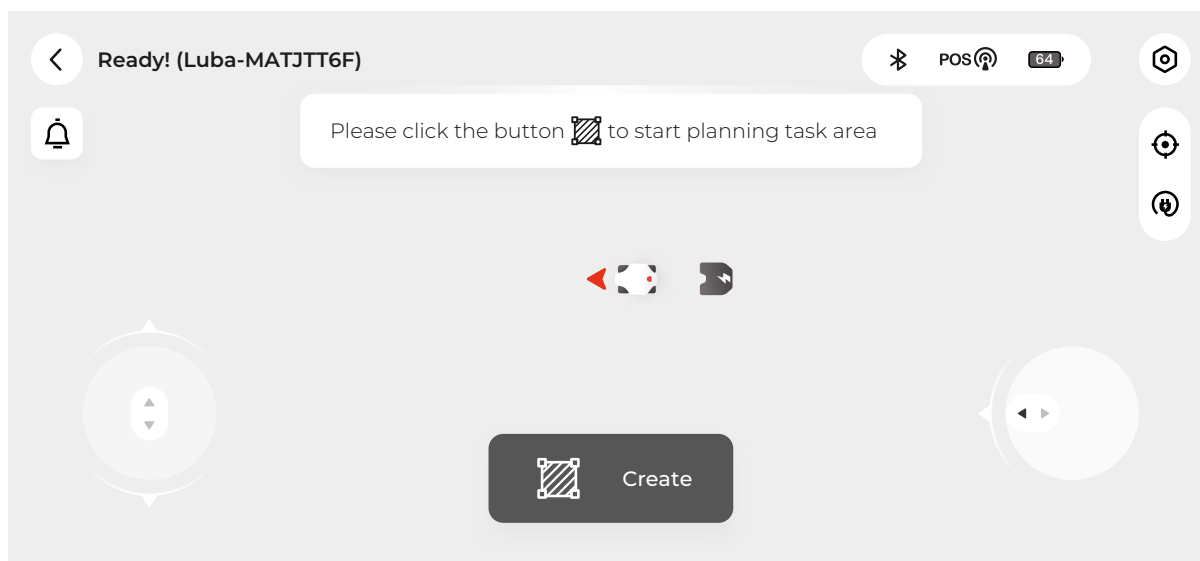 Ready! (Luba-MATJTT6F)
POS
64
Please click the button to start planning task area
Create